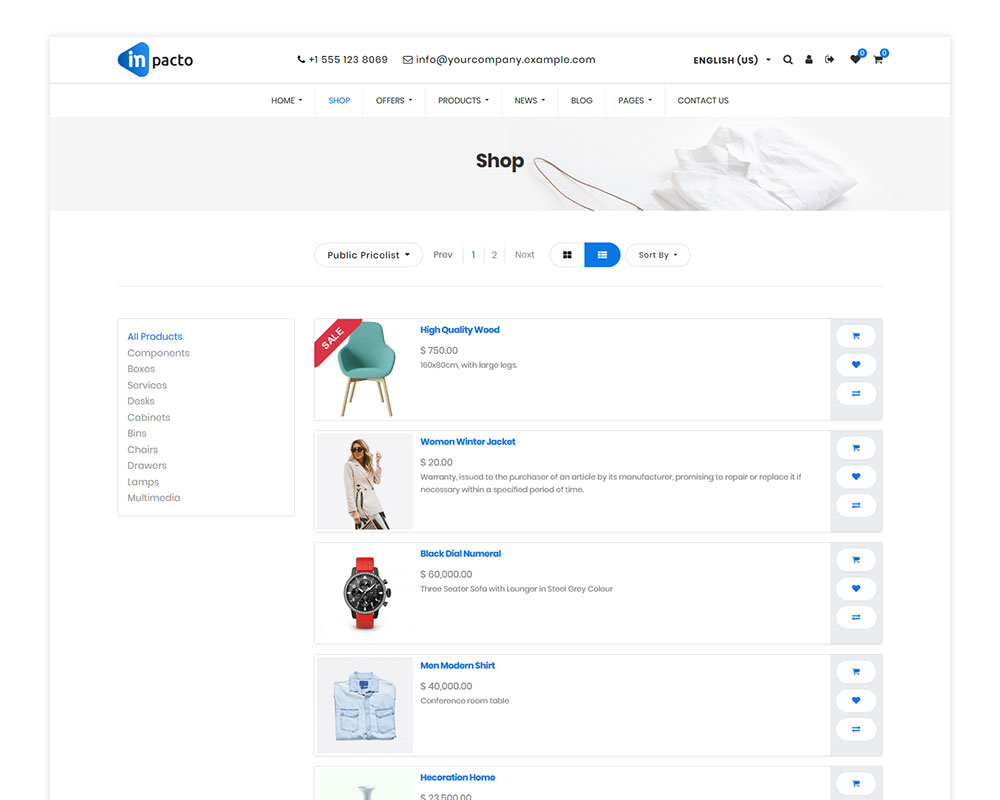 inpacto
+1 555 123 8069 info@yourcompany.example.com
ENGLISH (US) 0 0
HOME SHOP OFFERS PRODUCTS NEWS BLOG PAGES CONTACT US
Shop
Public Pricolist Prev 1 2 Next Sort By
All Products
Components
Boxes
Services
Desks
Cabinets
Bins
Chairs
Drawers
Lamps
Multimedia
SALE
High Quality Wood
$ 750.00
160x80cm, with large legs.
Women Winter Jacket
$ 20.00
Warranty, issued to the purchaser of an article by its manufacturer, promising to repair or replace it if
necessary within a specified period of time.
Black Dial Numeral
$ 60,000.00
Three Seater Sofa with Lounger in Steel Grey Colour
Men Modern Shirt
$ 40,000.00
Conference room table
Hecoration Home
$ 23,500.00